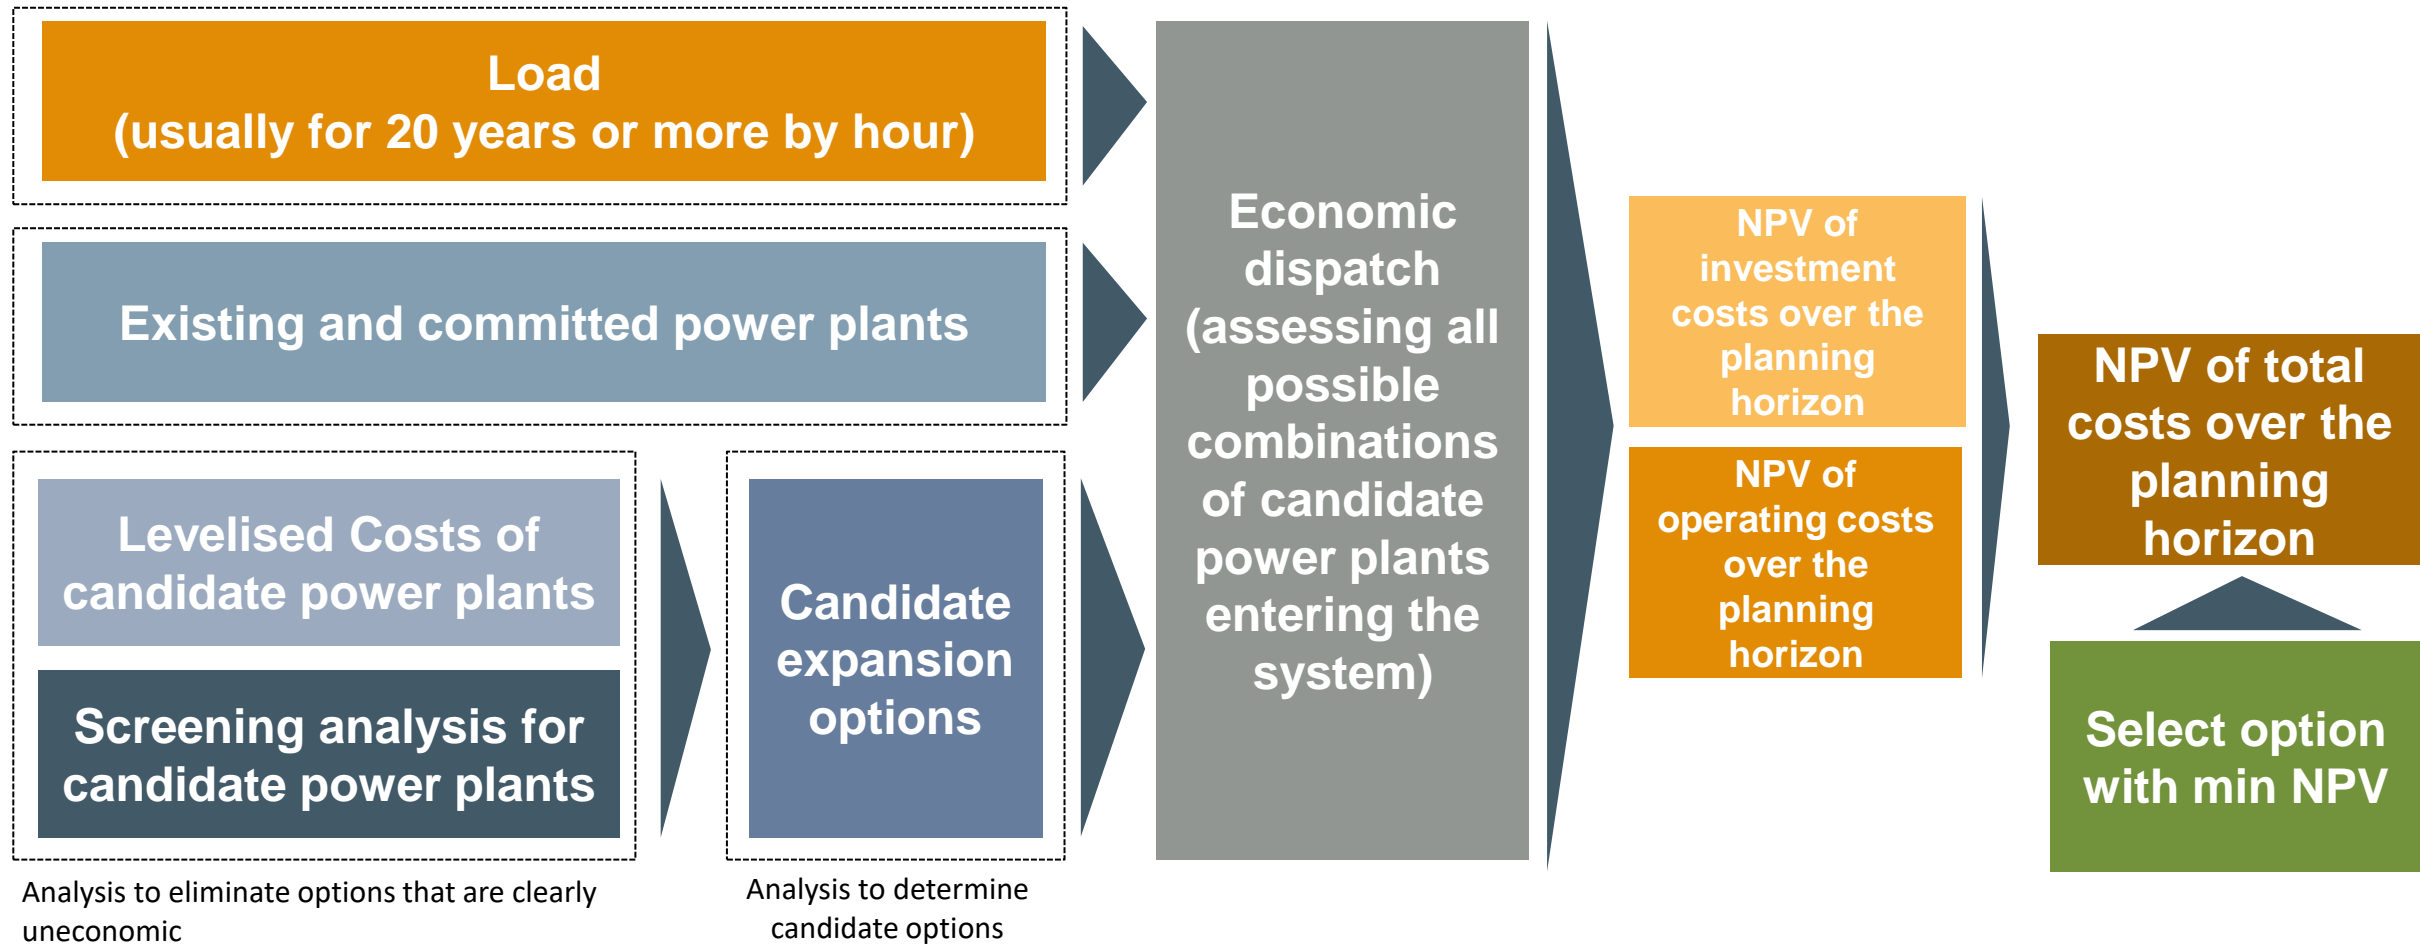 Load
(usually for 20 years or more by hour)
Existing and committed power plants
Levelised Costs of
candidate power plants
Screening analysis for
candidate power plants
Analysis to eliminate options that are clearly
uneconomic
Candidate
expansion
options
Analysis to determine
candidate options
Economic
dispatch
(assessing all
possible
combinations
of candidate
power plants
entering the
system)
NPV of
investment
costs over the
planning
horizon
NPV of
operating costs
over the
planning
horizon
NPV of total
costs over the
planning
horizon
Select option
with min NPV